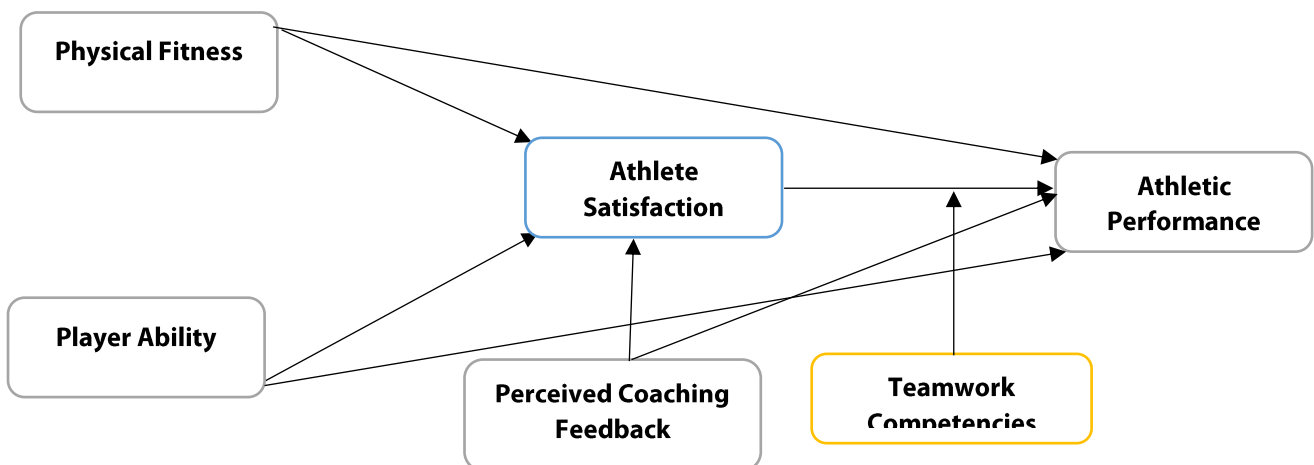 Physical Fitness
Athlete
Satisfaction
Athletic
Performance
Player Ability
Perceived Coaching
Feedback
Teamwork
Competencies